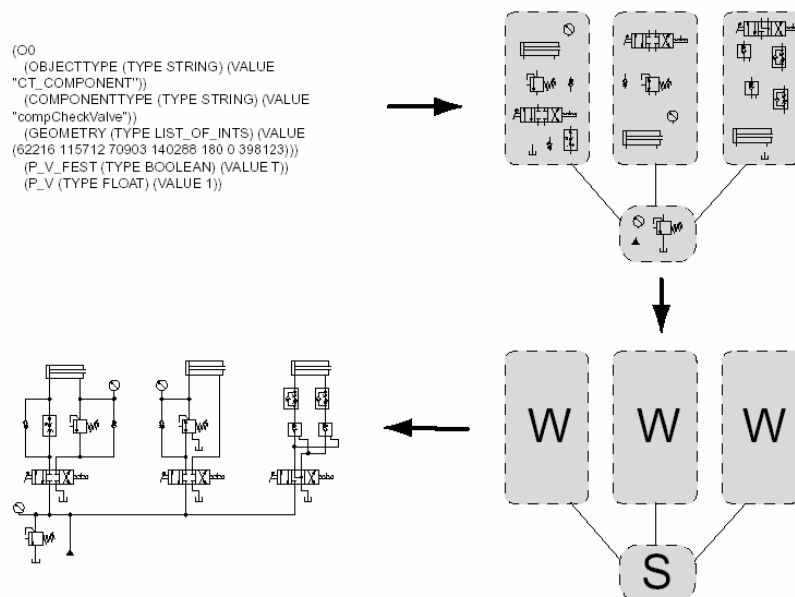 (O0
(OBJECTTYPE (TYPE STRING) (VALUE
"CT_COMPONENT"))
(COMPONENTTYPE (TYPE STRING) (VALUE
"compCheckValve"))
(GEOMETRY (TYPE LIST_OF_INTS) (VALUE
(62216 115712 70903 140288 180 0 398123)))
(P_V_FEST (TYPE BOOLEAN) (VALUE T))
(P_V (TYPE FLOAT) (VALUE 1))
W W W
S